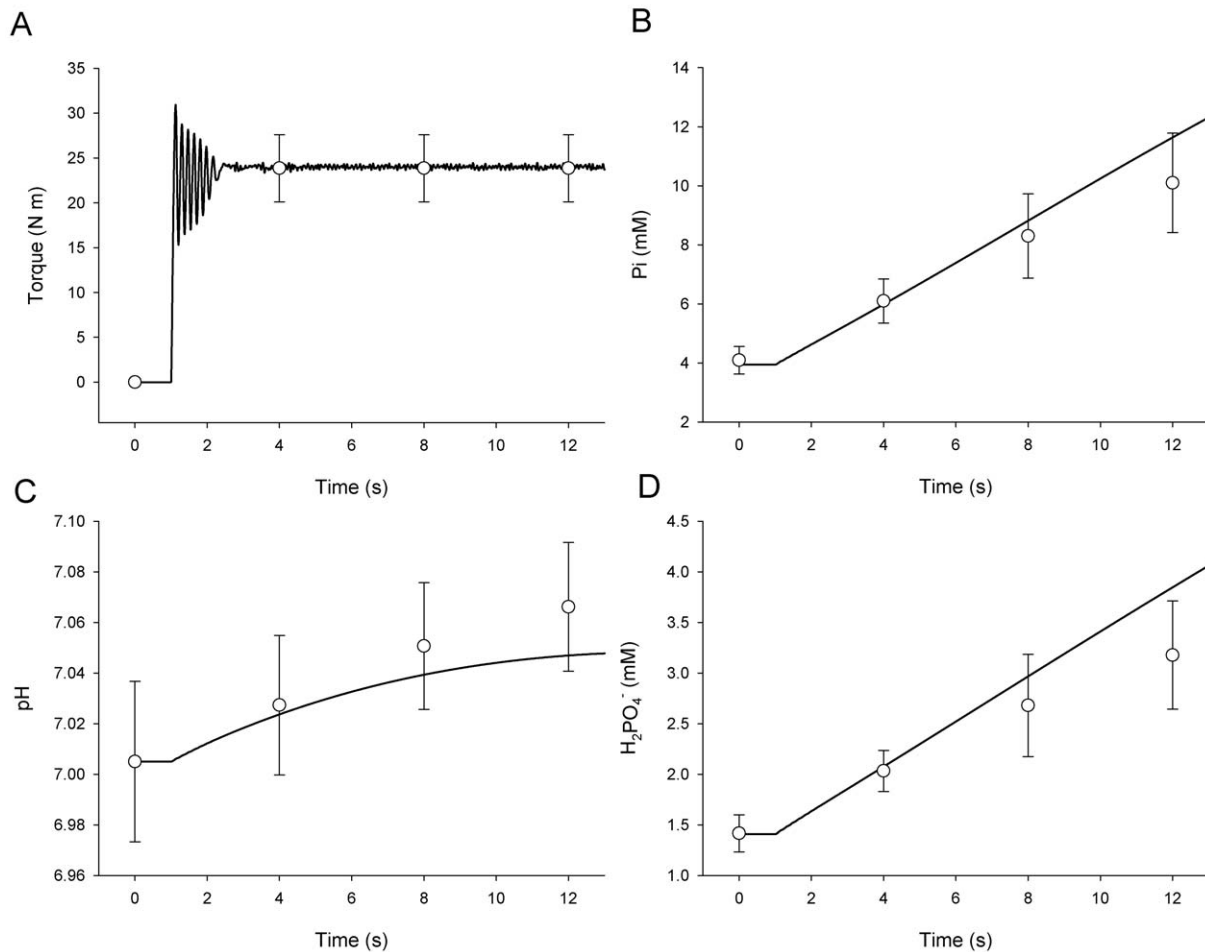 A
35
30
25
20
15
10
5
0
Torque (N m)
0 2 4 6 8 10 12
Time (s)
B
14
12
10
8
6
4
2
Pi (mM)
0 2 4 6 8 10 12
Time (s)
C
7.10
7.08
7.06
7.04
7.02
7.00
6.98
6.96
pH
0 2 4 6 8 10 12
Time (s)
D
4.5
4.0
3.5
3.0
2.5
2.0
1.5
1.0
H₂PO₄⁻ (mM)
0 2 4 6 8 10 12
Time (s)